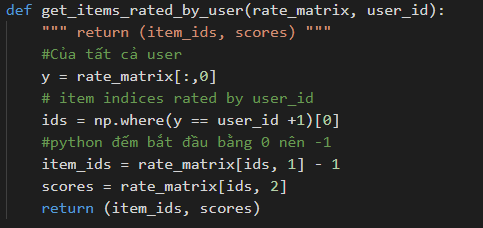 def get_items_rated_by_user(rate_matrix, user_id):
""" return (item_ids, scores) """
#Của tất cả user
y = rate_matrix[:,0]
# item indices rated by user_id
ids = np.where(y == user_id +1)[0]
#python đếm bắt đầu bằng 0 nên -1
item_ids = rate_matrix[ids, 1] - 1
scores = rate_matrix[ids, 2]
return (item_ids, scores)